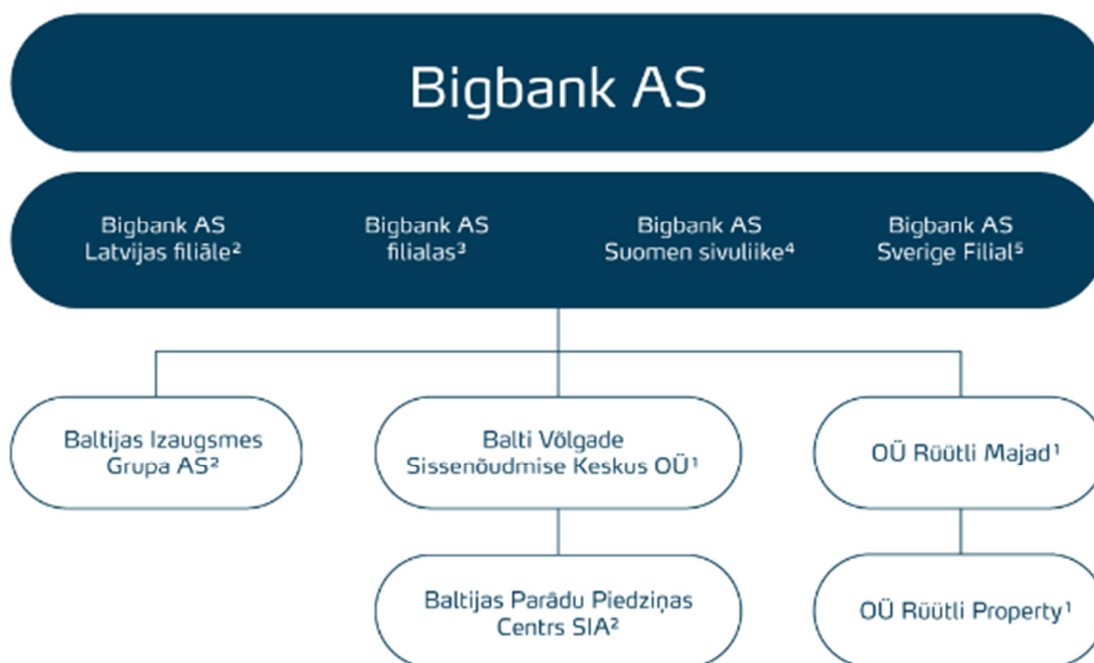 Bigbank AS
Bigbank AS
Latvijas filiāle²
Bigbank AS
filialas³
Bigbank AS
Suomen sivuliike⁴
Bigbank AS
Sverige Filial⁵
Baltijas Izaugsmes
Grupa AS²
Balti Võlgade
Sissenõudmise Keskus OÜ¹
OÜ Rüütli Majad¹
Baltijas Parādu Piedziņas
Centrs SIA²
OÜ Rüütli Property¹